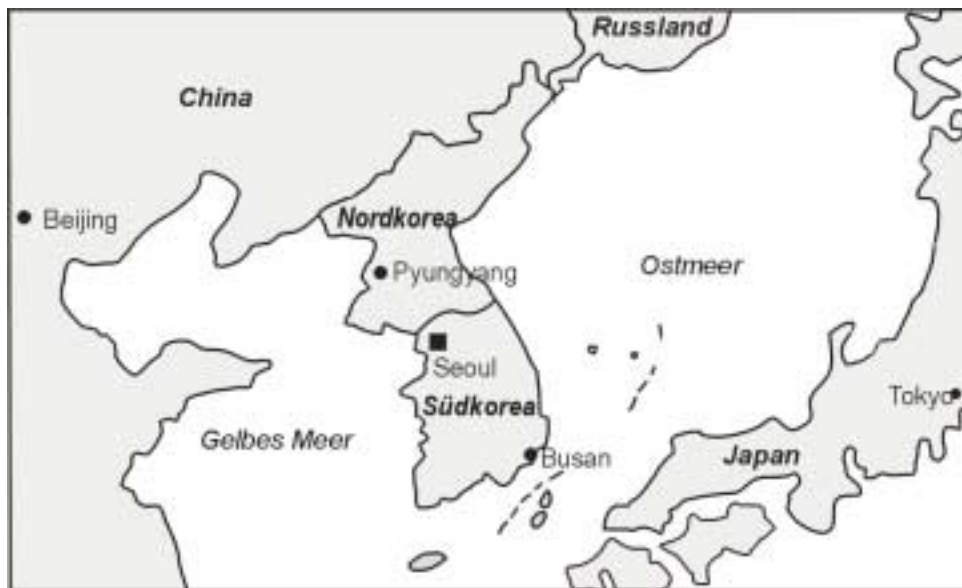 Russland
China
Nordkorea
Beijing
Pyungyang
Ostmeer
Seoul
Südkorea
Tokyo
Gelbes Meer
Busan
Japan